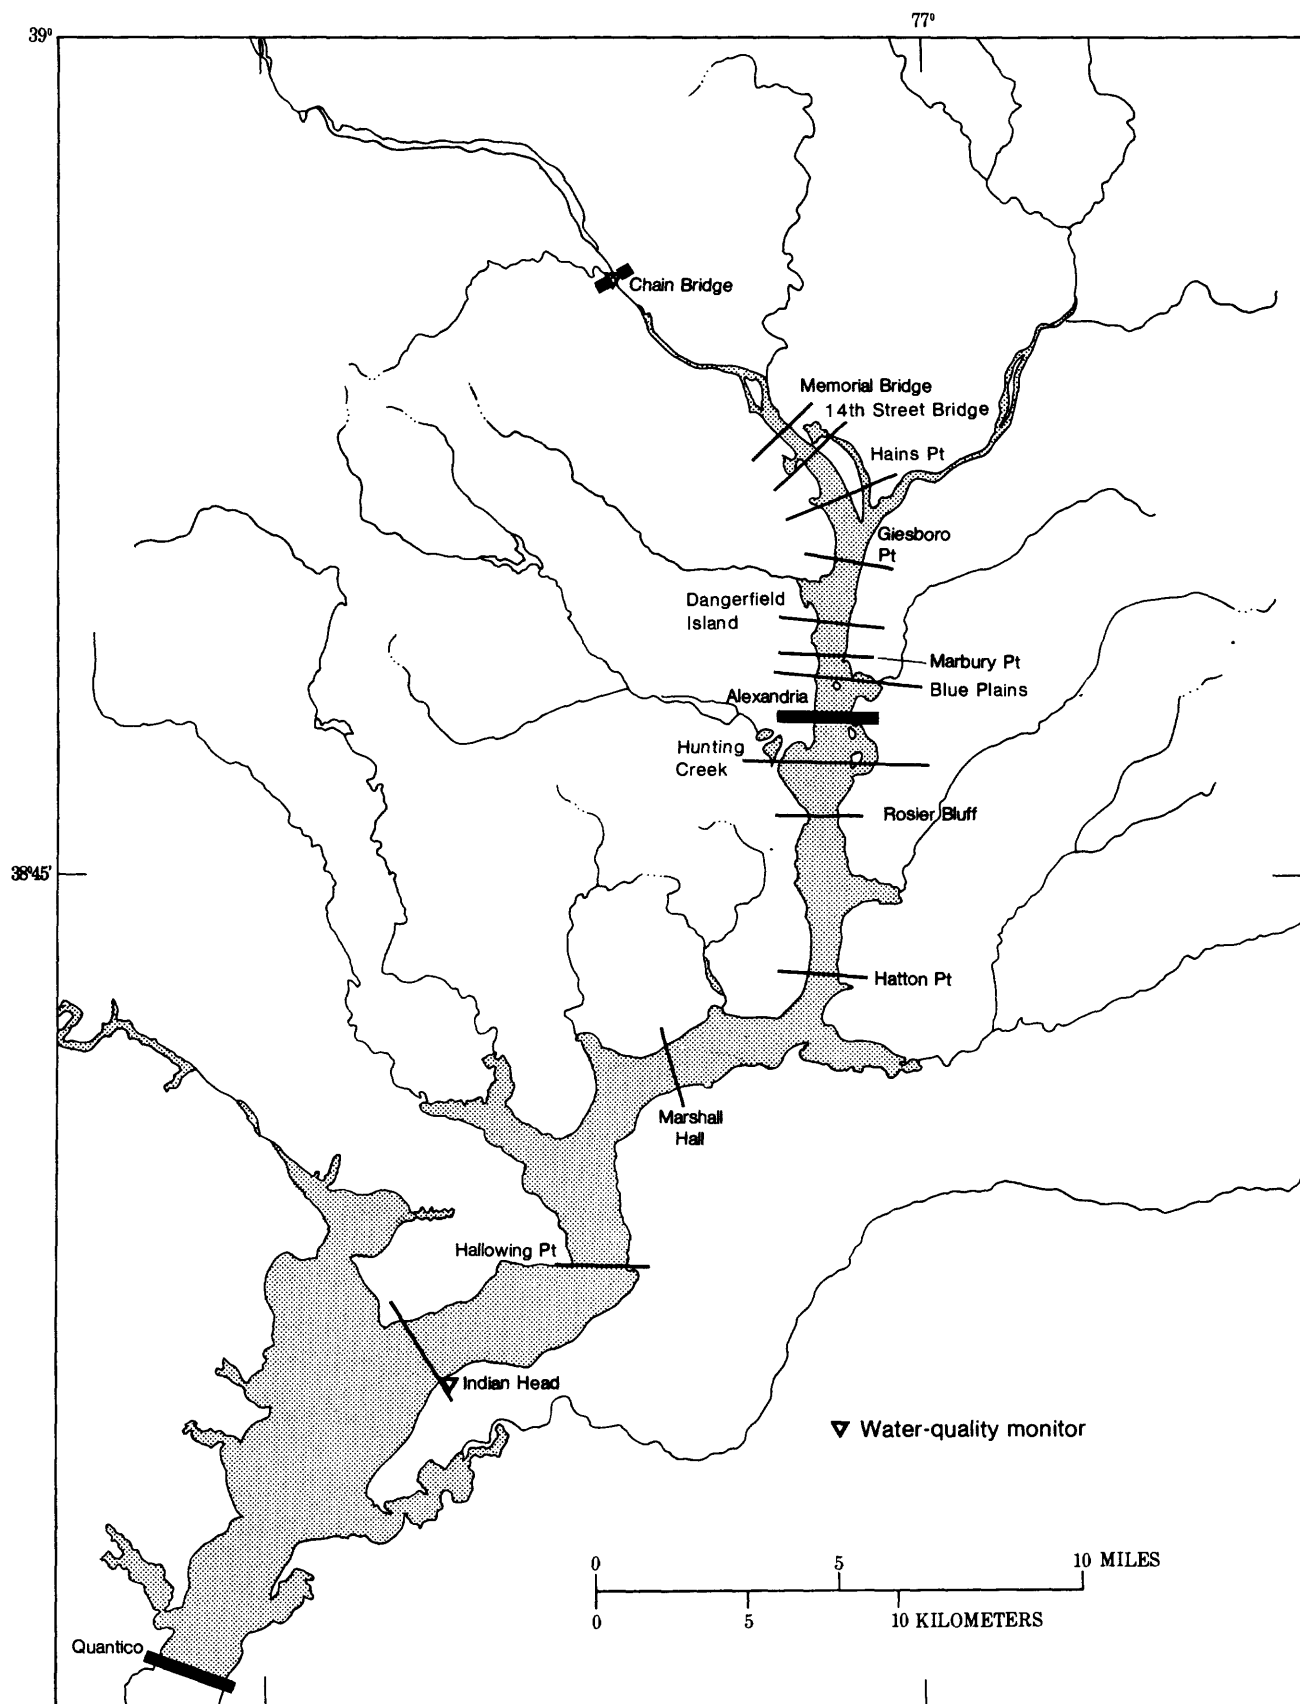 77°
39°
Chain Bridge
Memorial Bridge
14th Street Bridge
Hains Pt
Giesboro
Pt
Dangerfield
Island
Marbury Pt
Blue Plains
Alexandria
Hunting
Creek
Rosier Bluff
38°45'
Hatton Pt
Marshall
Hall
Hallowing Pt
Indian Head
Water-quality monitor
0 5 10 MILES
0 5 10 KILOMETERS
Quantico